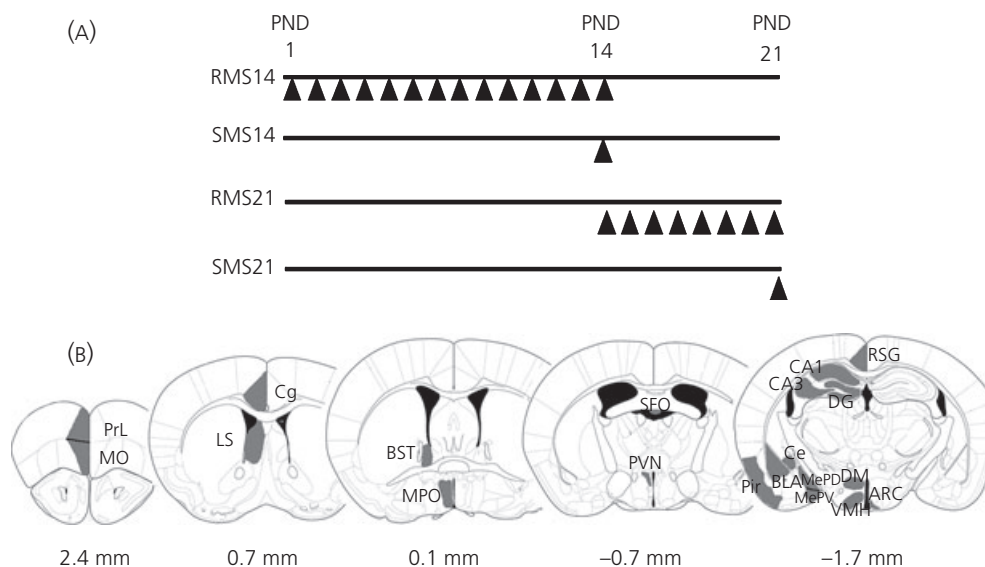 (A)
PND PND PND
1 14 21
RMS14
SMS14
RMS21
SMS21
(B)
PrL
MO
Cg
LS
BST
MPO
SFO
PVN
RSG
CA1
CA3
DG
Ce
Pir
BLA
MePD
MePV
DM
ARC
VMH
2.4 mm 0.7 mm 0.1 mm −0.7 mm −1.7 mm